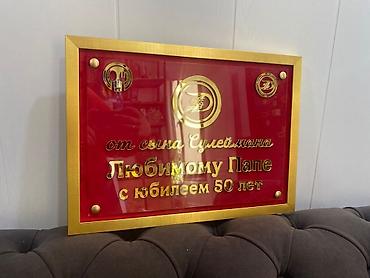 от сына Сулеймана
Любимому Папе
с юбилеем 50 лет